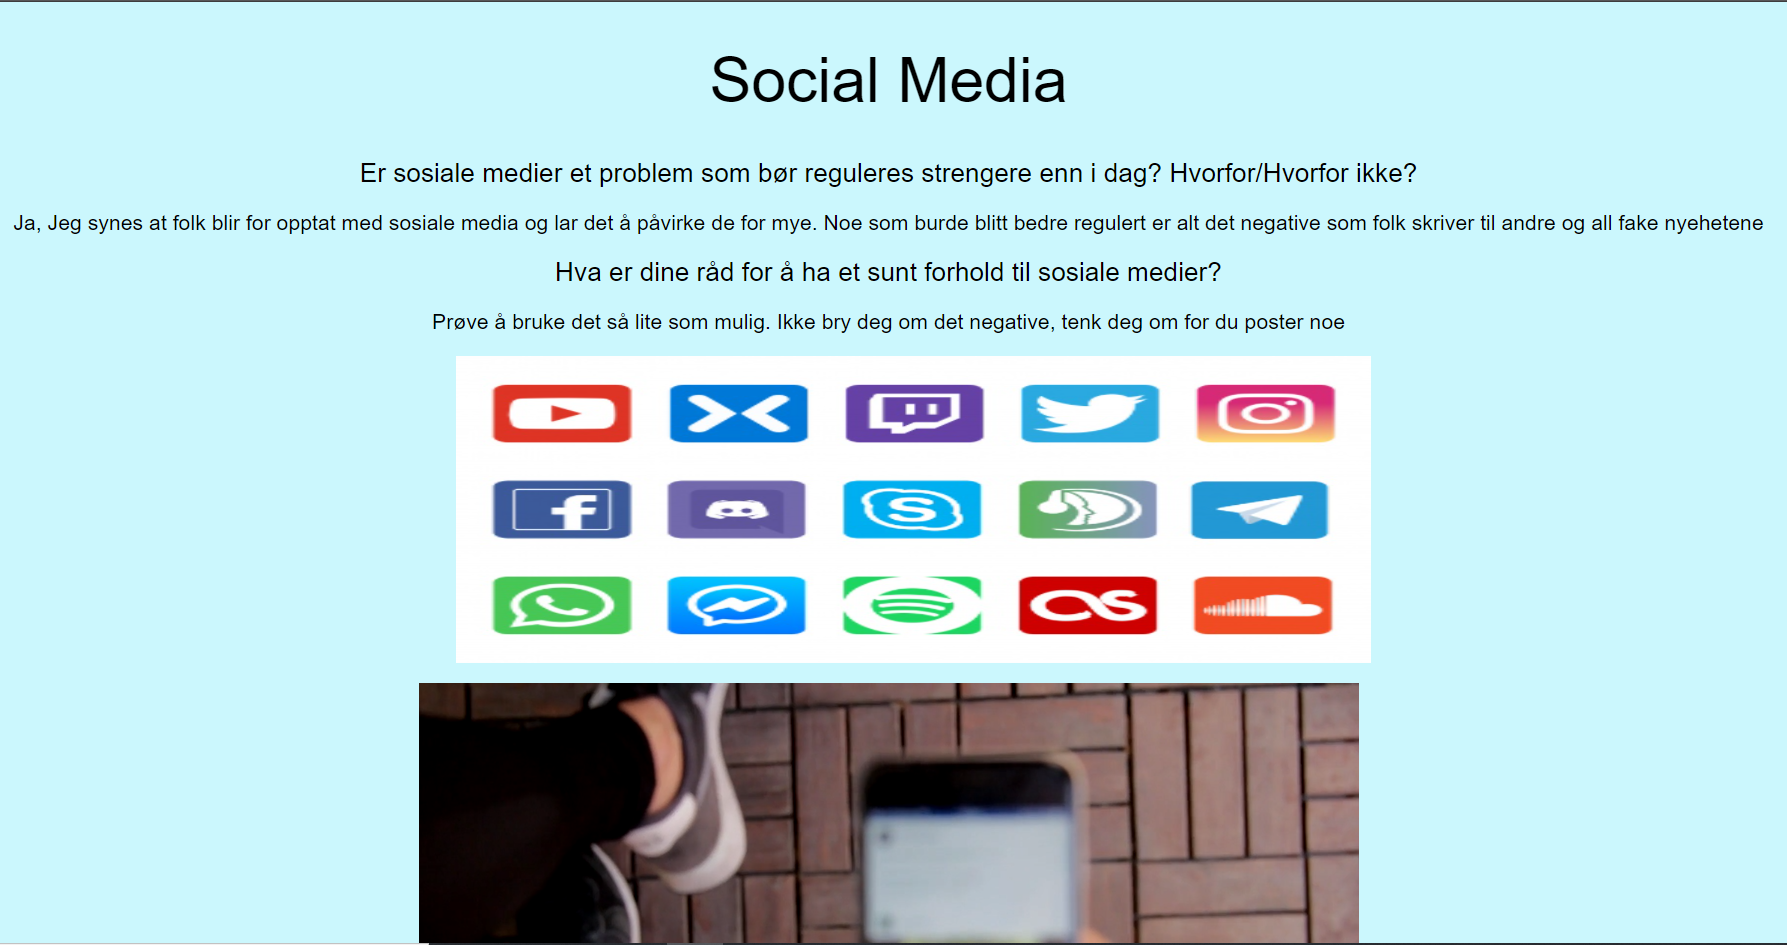 Social Media
Er sosiale medier et problem som bør reguleres strengere enn i dag? Hvorfor/Hvorfor ikke?
Ja, Jeg synes at folk blir for opptat med sosiale media og lar det å påvirke de for mye. Noe som burde blitt bedre regulert er alt det negative som folk skriver til andre og all fake nyehetene
Hva er dine råd for å ha et sunt forhold til sosiale medier?
Prøve å bruke det så lite som mulig. Ikke bry deg om det negative, tenk deg om for du poster noe